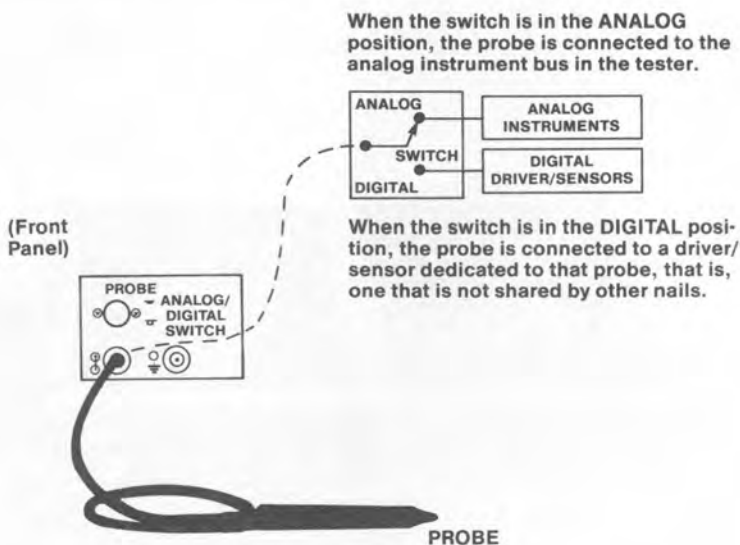 When the switch is in the ANALOG
position, the probe is connected to the
analog instrument bus in the tester.
ANALOG
ANALOG
INSTRUMENTS
SWITCH
DIGITAL
DRIVER/SENSORS
DIGITAL
When the switch is in the DIGITAL posi-
tion, the probe is connected to a driver/
sensor dedicated to that probe, that is,
one that is not shared by other nails.
(Front
Panel)
PROBE
ANALOG/
DIGITAL
SWITCH
PROBE